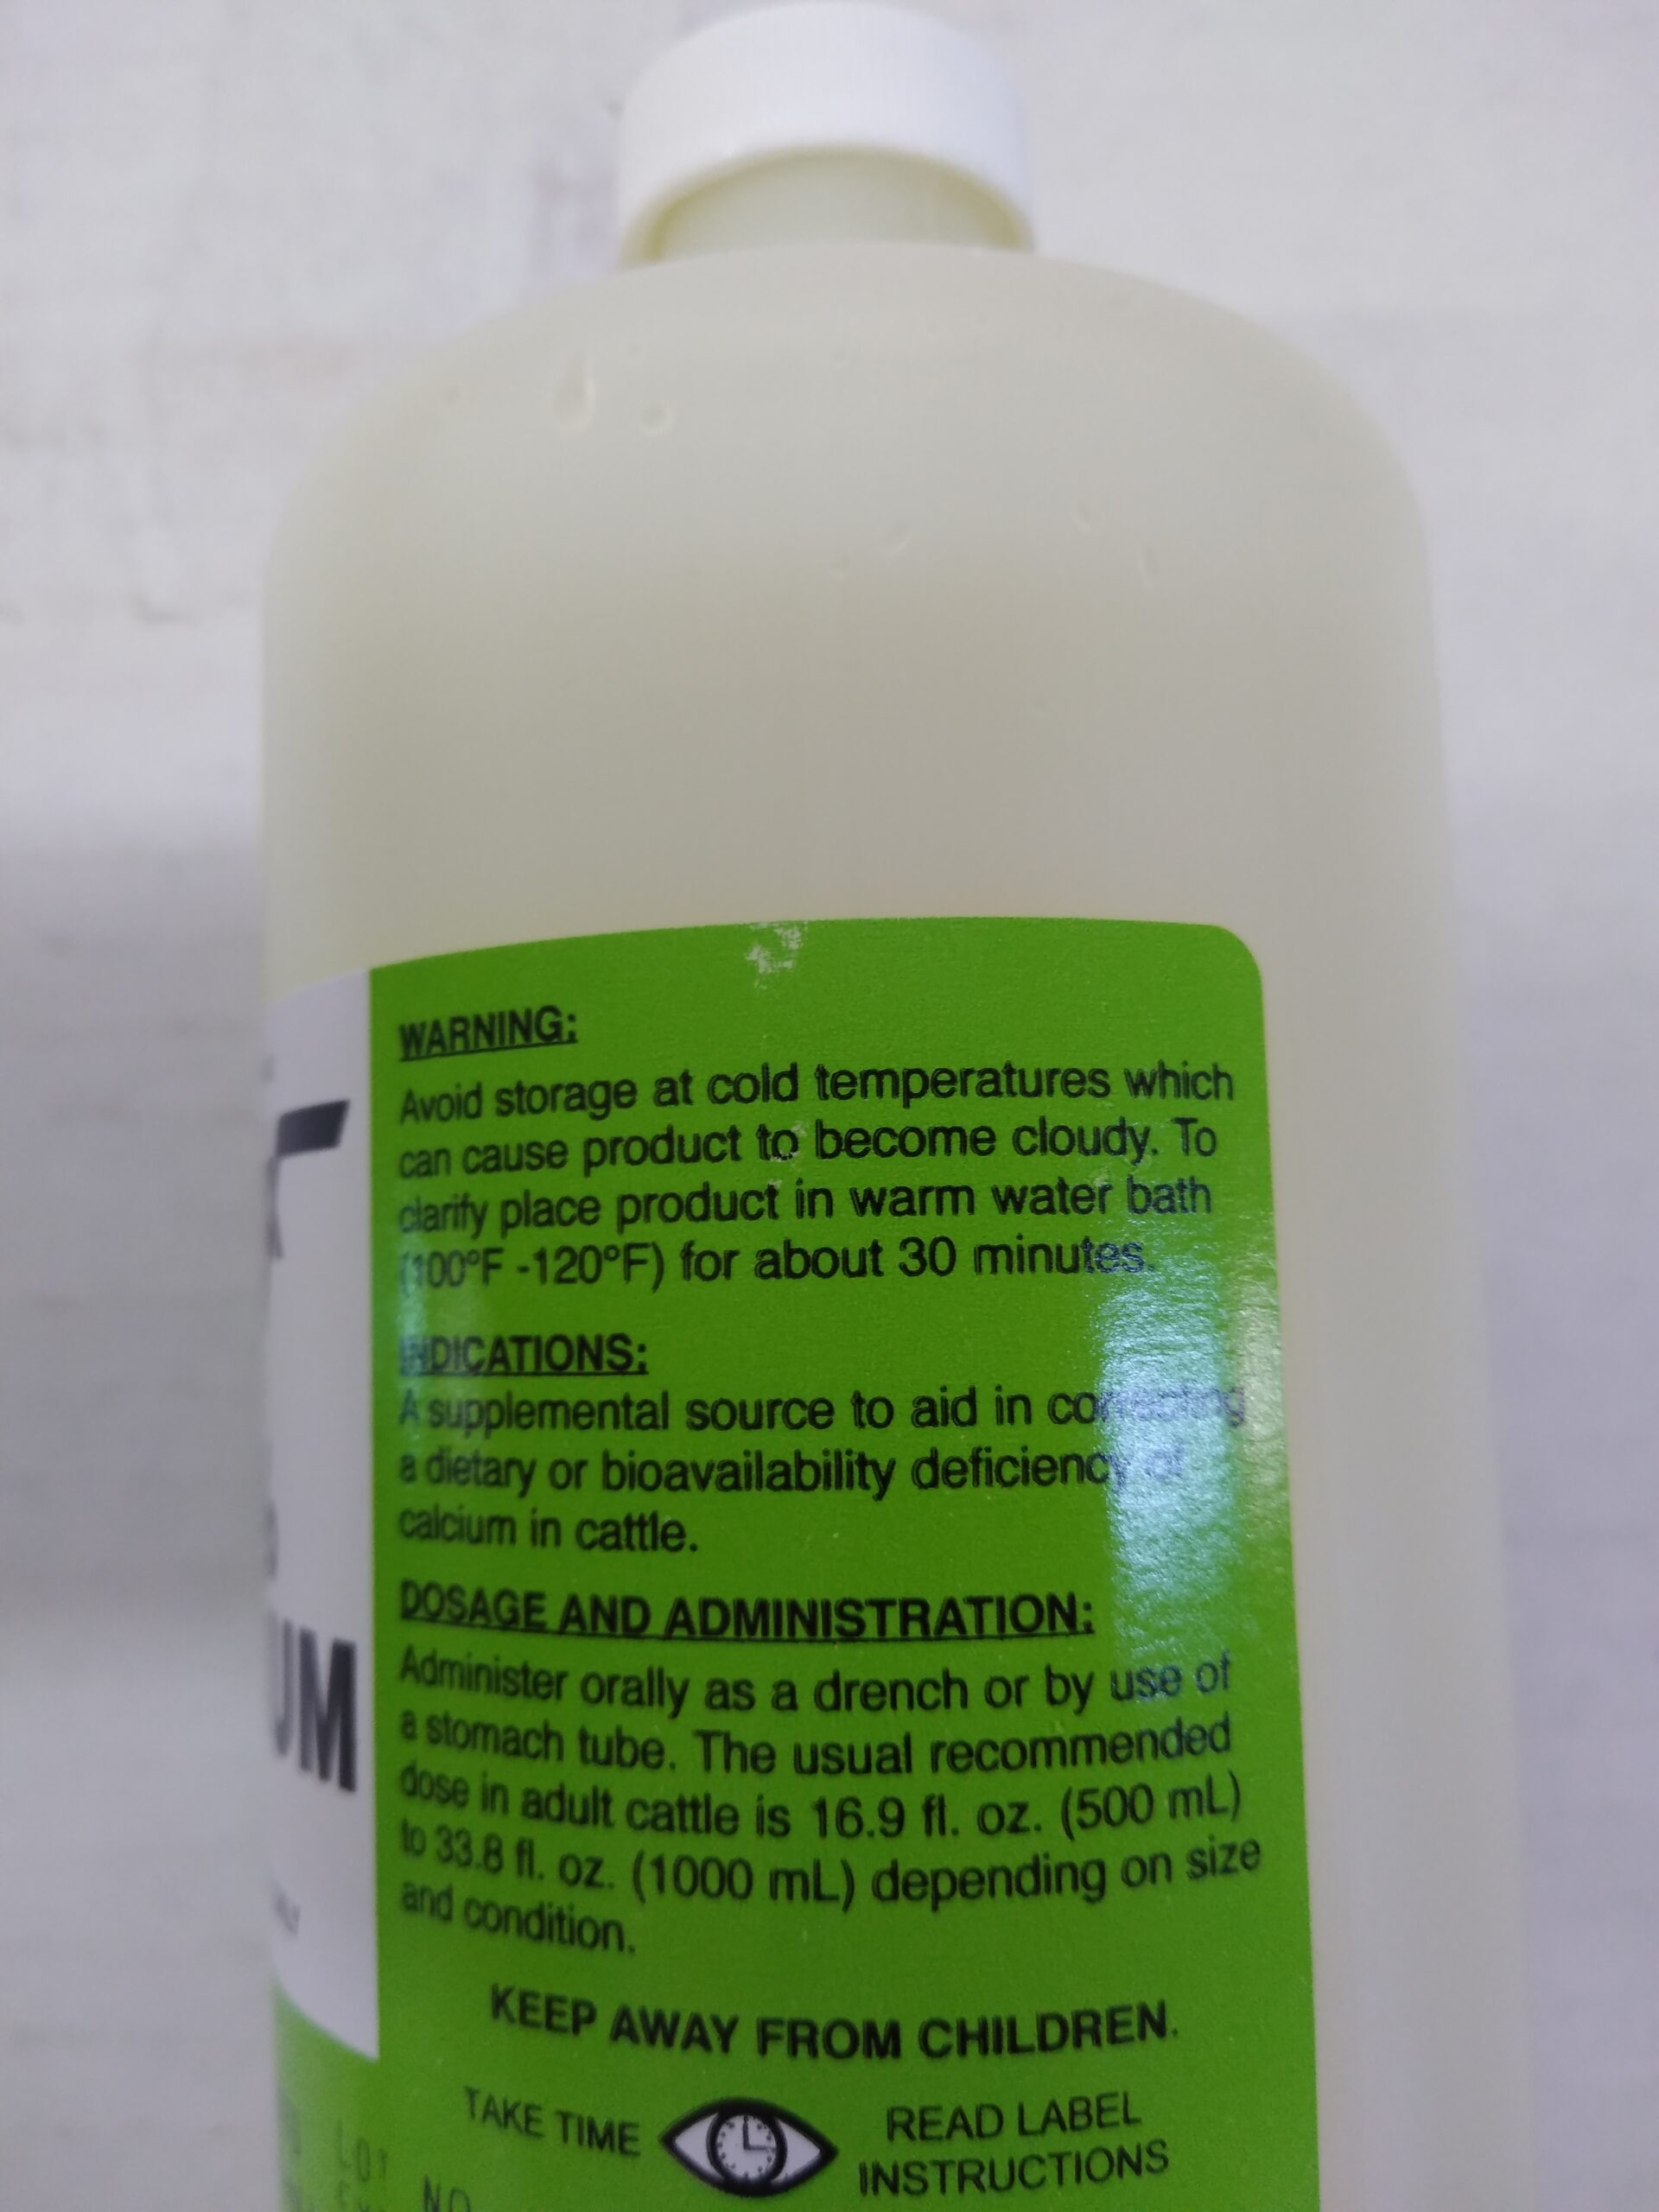 WARNING:
Avoid storage at cold temperatures which
can cause product to become cloudy. To
clarify place product in warm water bath
(100°F -120°F) for about 30 minutes.
INDICATIONS:
A supplemental source to aid in correcting
a dietary or bioavailability deficiency of
calcium in cattle.
DOSAGE AND ADMINISTRATION:
Administer orally as a drench or by use of
a stomach tube. The usual recommended
dose in adult cattle is 16.9 fl. oz. (500 mL)
to 33.8 fl. oz. (1000 mL) depending on size
and condition.
KEEP AWAY FROM CHILDREN.
TAKE TIME
READ LABEL
INSTRUCTIONS
UM
LOT NO